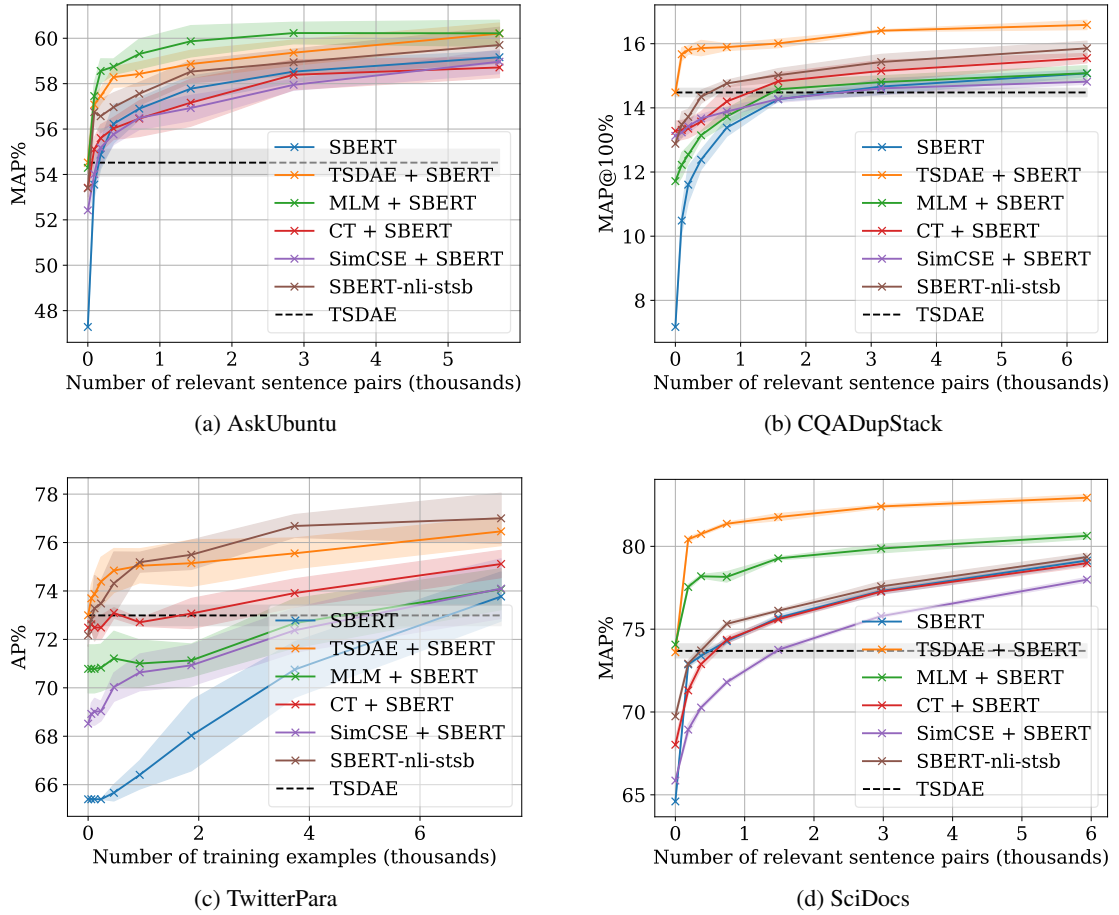 60
58
56
54
52
50
48
MAP%
SBERT
TSDAE + SBERT
MLM + SBERT
CT + SBERT
SimCSE + SBERT
SBERT-nli-stsb
TSDAE
0 1 2 3 4 5
Number of relevant sentence pairs (thousands)
(a) AskUbuntu
16
14
12
10
8
MAP@100%
SBERT
TSDAE + SBERT
MLM + SBERT
CT + SBERT
SimCSE + SBERT
SBERT-nli-stsb
TSDAE
0 1 2 3 4 5 6
Number of relevant sentence pairs (thousands)
(b) CQADupStack
78
76
74
72
70
68
66
AP%
SBERT
TSDAE + SBERT
MLM + SBERT
CT + SBERT
SimCSE + SBERT
SBERT-nli-stsb
TSDAE
0 2 4 6
Number of training examples (thousands)
(c) TwitterPara
80
75
70
65
MAP%
SBERT
TSDAE + SBERT
MLM + SBERT
CT + SBERT
SimCSE + SBERT
SBERT-nli-stsb
TSDAE
0 1 2 3 4 5 6
Number of relevant sentence pairs (thousands)
(d) SciDocs